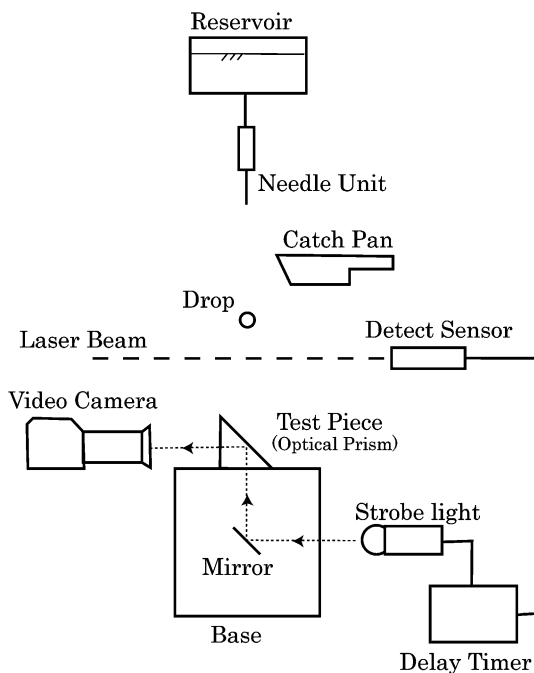 Reservoir
Needle Unit
Catch Pan
Drop
Laser Beam
Detect Sensor
Video Camera
Test Piece
(Optical Prism)
Strobe light
Mirror
Base
Delay Timer